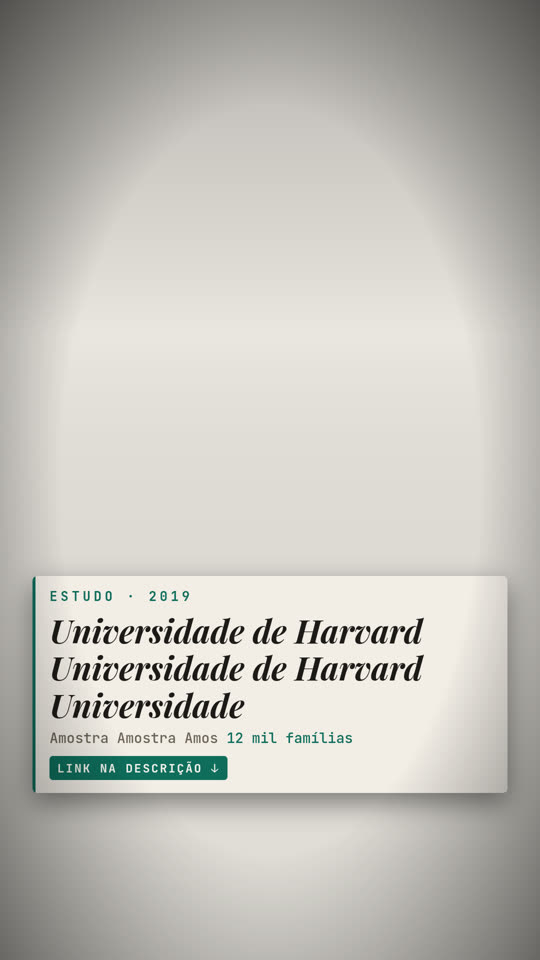 ESTUDO · 2019
Universidade de Harvard
Universidade de Harvard
Universidade
Amostra Amostra Amos 12 mil famílias
LINK NA DESCRIÇÃO ↓